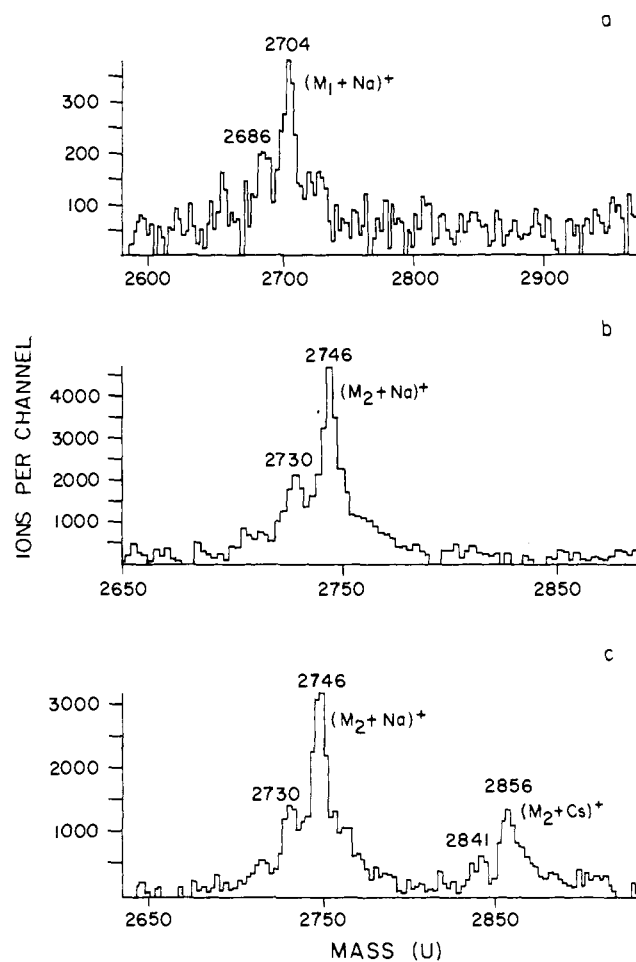 a
2704
(M₁ + Na)⁺
2686
300
200
100
2600 2700 2800 2900
b
2746
(M₂ + Na)⁺
2730
4000
3000
2000
1000
2650 2750 2850
c
2746
(M₂ + Na)⁺
2730
2856
(M₂ + Cs)⁺
2841
3000
2000
1000
2650 2750 2850
IONS PER CHANNEL
MASS (U)